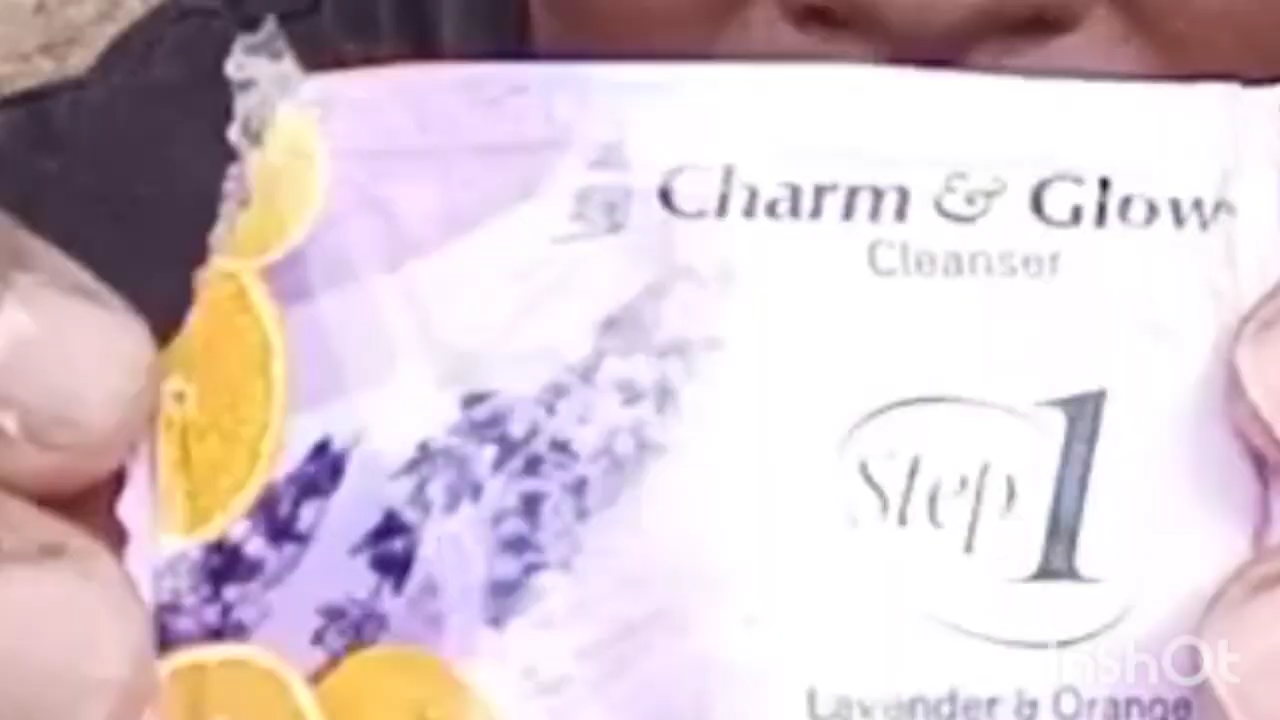 Charm & Glow
Cleanser
Step 1
Lavender & Orange
InShOt